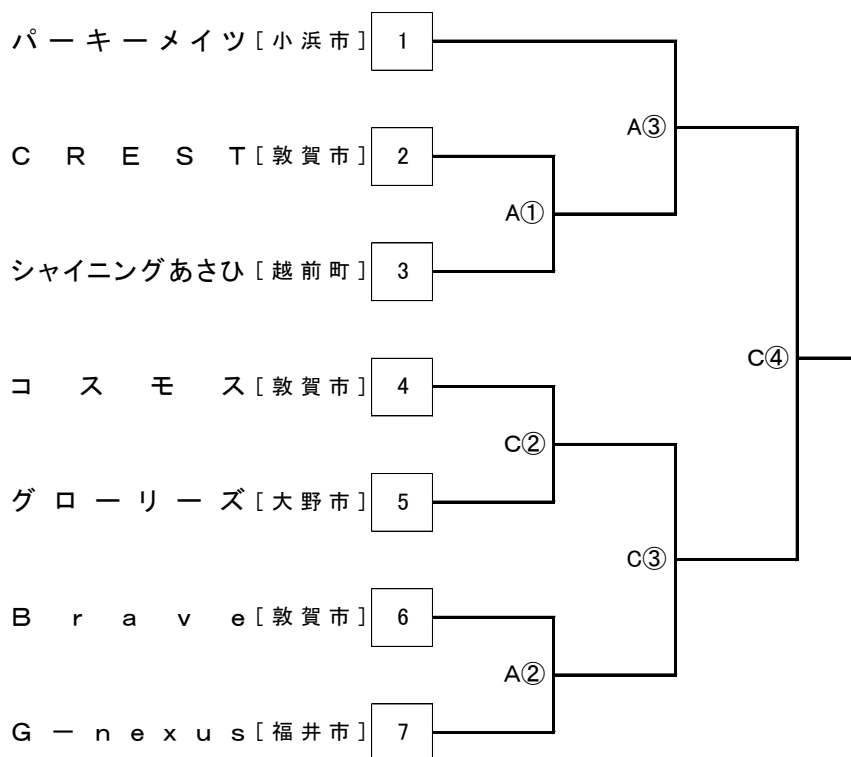 パーキーメイツ[小浜市] 1
A③
CREST[敦賀市] 2
A①
シャイニングあさひ[越前町] 3
C④
コスモス[敦賀市] 4
C②
グローリーズ[大野市] 5
C③
Brave[敦賀市] 6
A②
G－nexus[福井市] 7